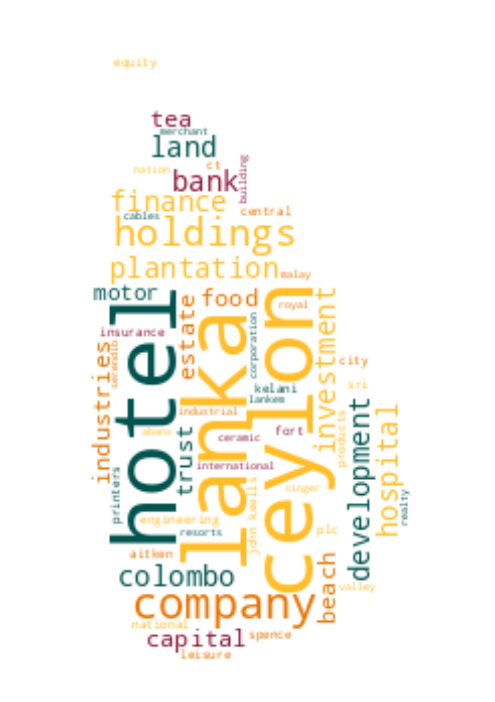 equity
tea
merchant
land
nation
ct
bank
building
finance
cables
central
holdings
plantation
malay
motor
hotel
estate
food
royal
lanka
ceylon
corporation
investment
insurance
industries
serendib
city
kelani
sri
lankem
industrial
abans
trust
ceramic
fort
products
development
hospital
international
printers
john keells
singer
realty
engineering
resorts
plc
aitken
colombo
beach
valley
company
national
capital
spence
leisure